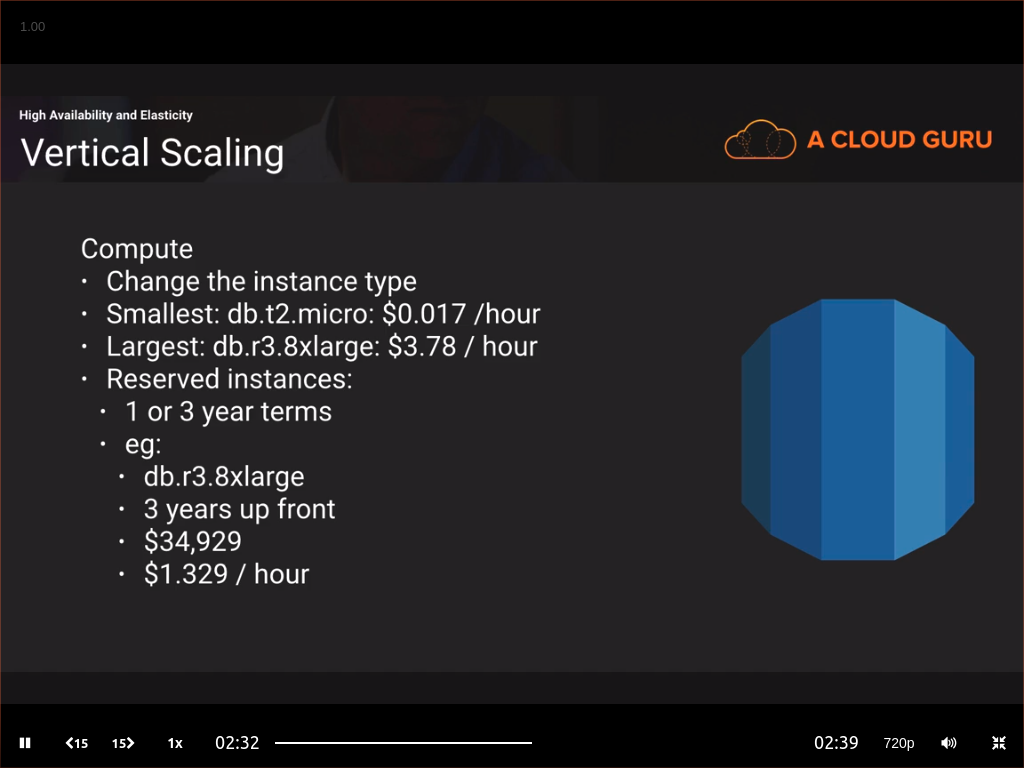 1.00
High Availability and Elasticity
Vertical Scaling
A CLOUD GURU
Compute
• Change the instance type
• Smallest: db.t2.micro: $0.017 /hour
• Largest: db.r3.8xlarge: $3.78 / hour
• Reserved instances:
• 1 or 3 year terms
• eg:
• db.r3.8xlarge
• 3 years up front
• $34,929
• $1.329 / hour
15 15 1x 02:32 02:39 720p